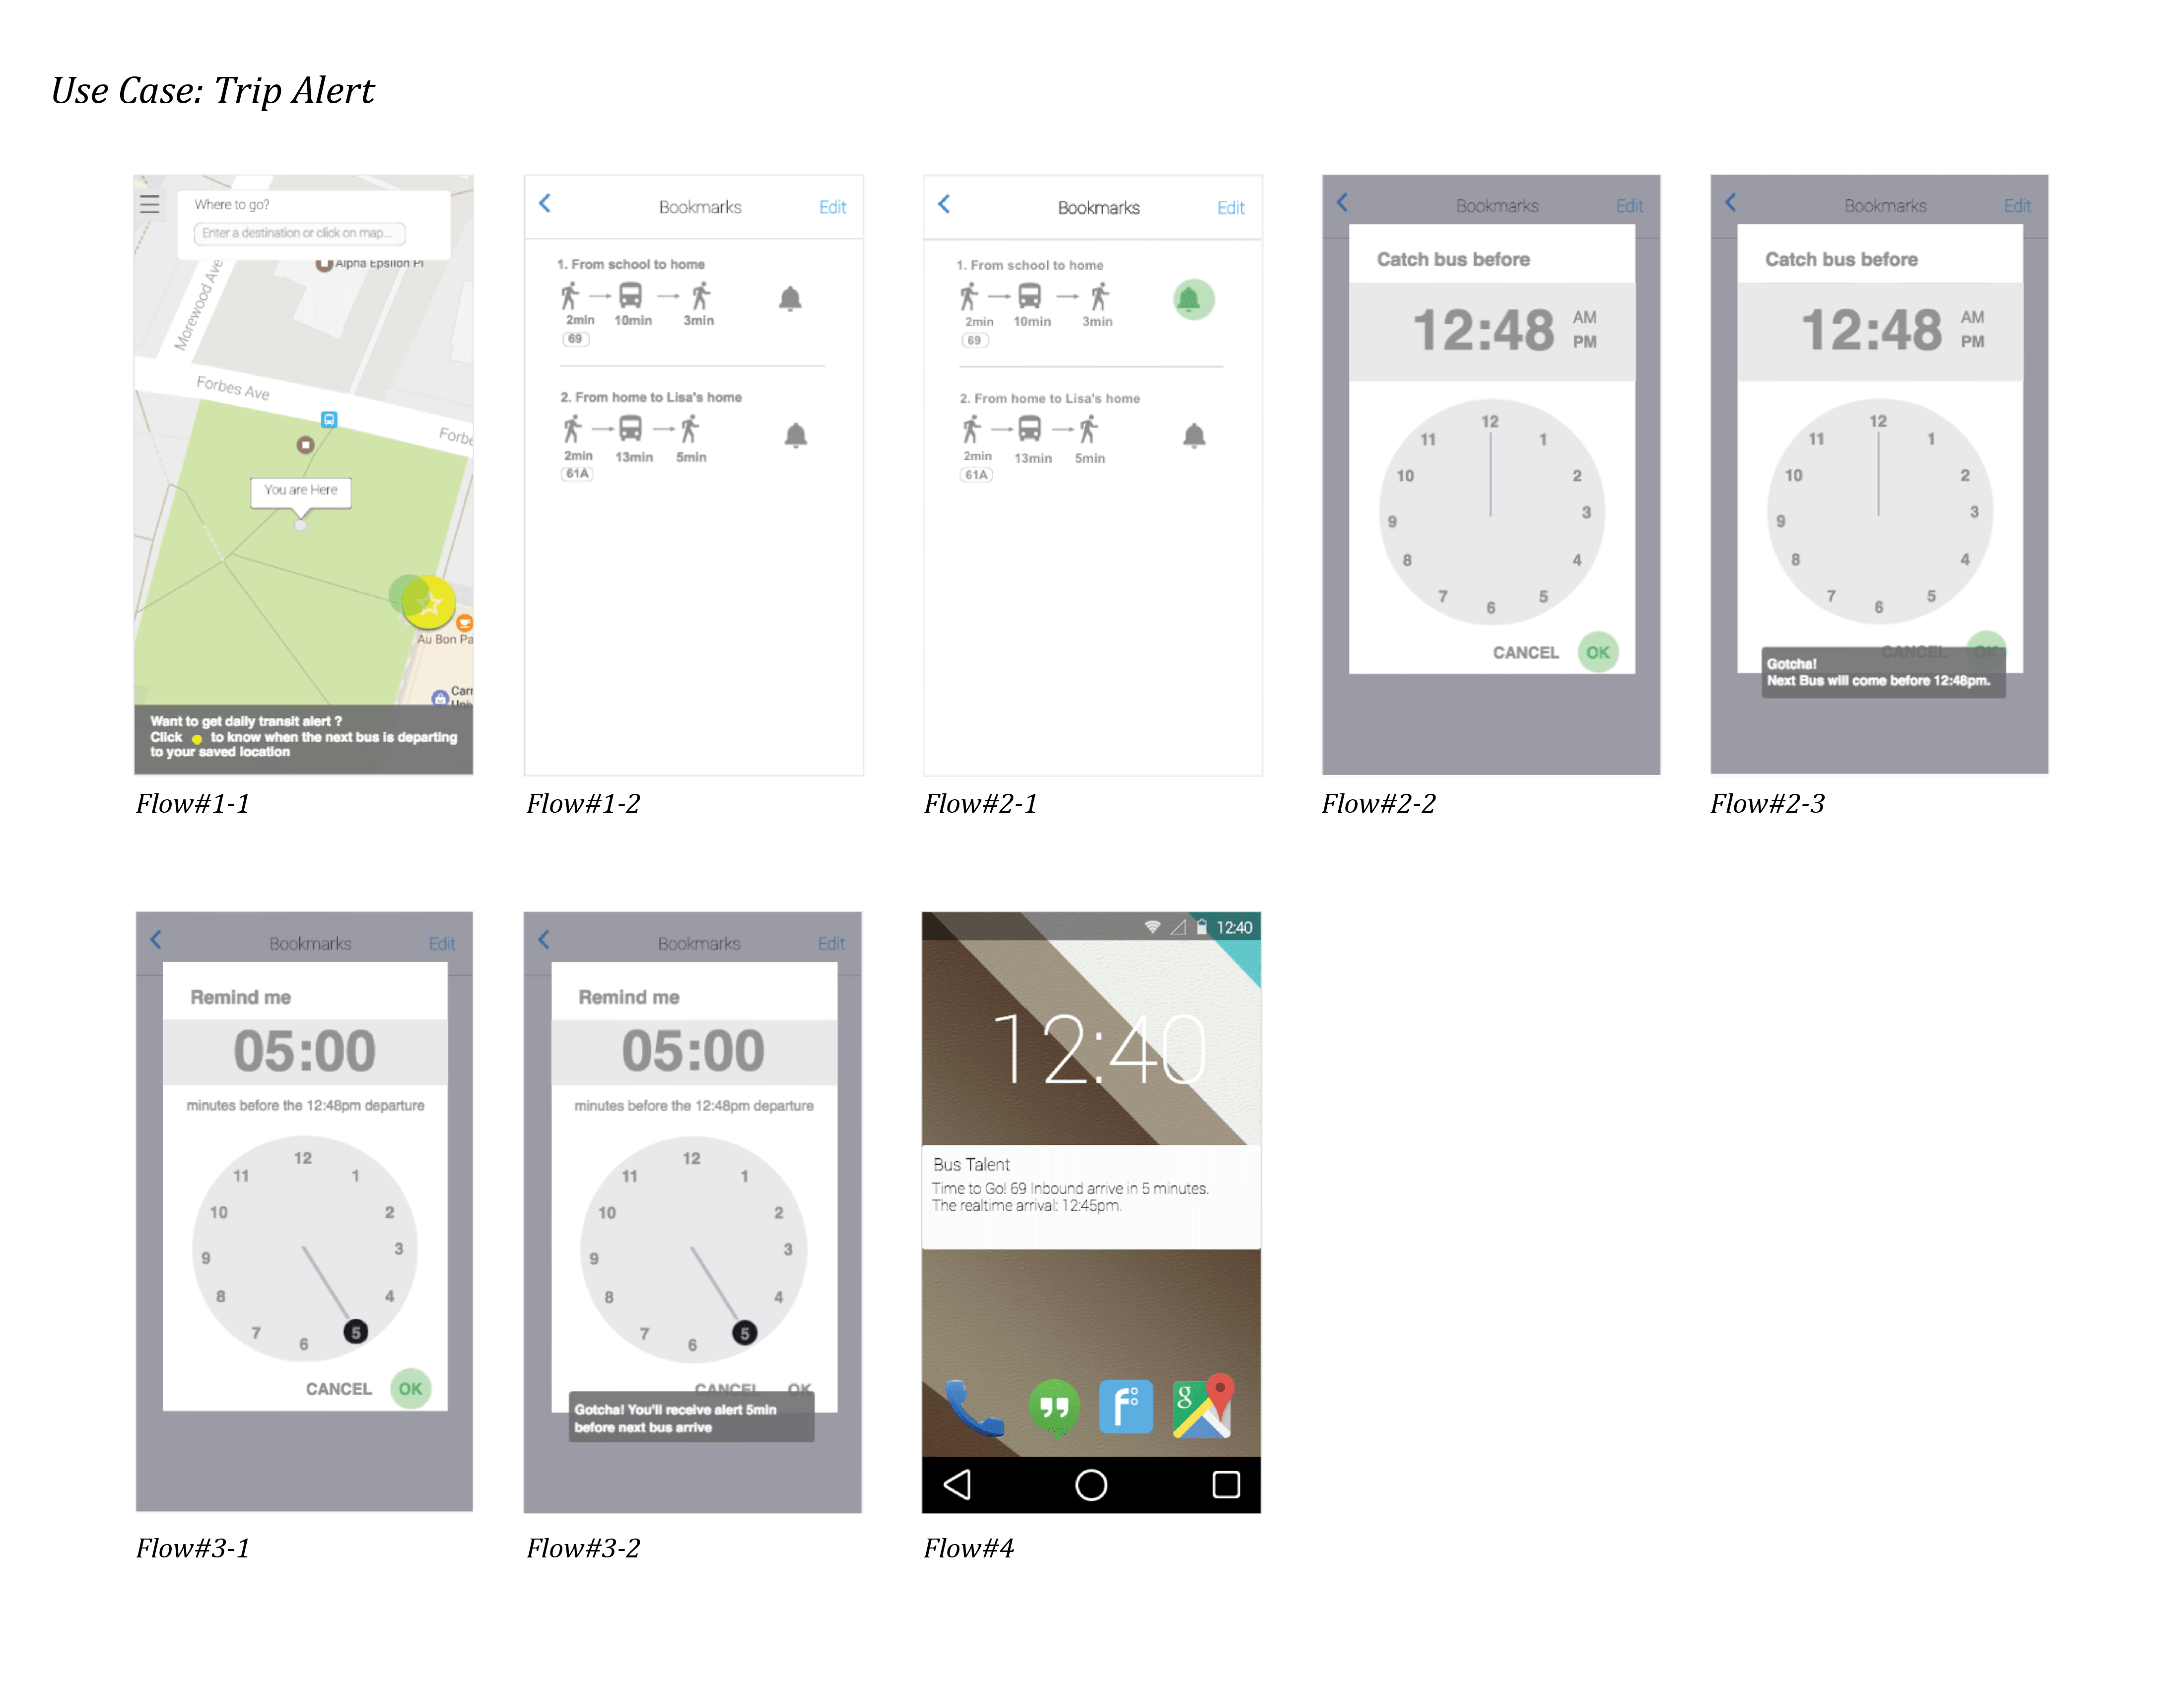 Use Case: Trip Alert
Where to go?
Enter a destination or click on map...
Alpha Epsilon Pi
Morewood Ave
Forbes Ave
Forbe
You are Here
Au Bon Pa
Carn
Univ
Want to get daily transit alert ?
Click to know when the next bus is departing
to your saved location
Flow#1-1
Bookmarks
Edit
1. From school to home
2min
10min
3min
69
2. From home to Lisa's home
2min
13min
5min
61A
Flow#1-2
Bookmarks
Edit
1. From school to home
2min
10min
3min
69
2. From home to Lisa's home
2min
13min
5min
61A
Flow#2-1
Bookmarks
Edit
Catch bus before
12:48
AM
PM
12
11
1
10
2
9
3
8
4
7
5
6
CANCEL
OK
Flow#2-2
Bookmarks
Edit
Catch bus before
12:48
AM
PM
12
11
1
10
2
9
3
8
4
7
5
6
CANCEL
OK
Gotcha!
Next Bus will come before 12:48pm.
Flow#2-3
Bookmarks
Edit
Remind me
05:00
minutes before the 12:48pm departure
12
11
1
10
2
9
3
8
4
7
5
6
CANCEL
OK
Flow#3-1
Bookmarks
Edit
Remind me
05:00
minutes before the 12:48pm departure
12
11
1
10
2
9
3
8
4
7
5
6
CANCEL
OK
Gotcha! You'll receive alert 5min
before next bus arrive
Flow#3-2
12:40
12:40
Bus Talent
Time to Go! 69 Inbound arrive in 5 minutes.
The realtime arrival: 12:45pm.
f
g
Flow#4